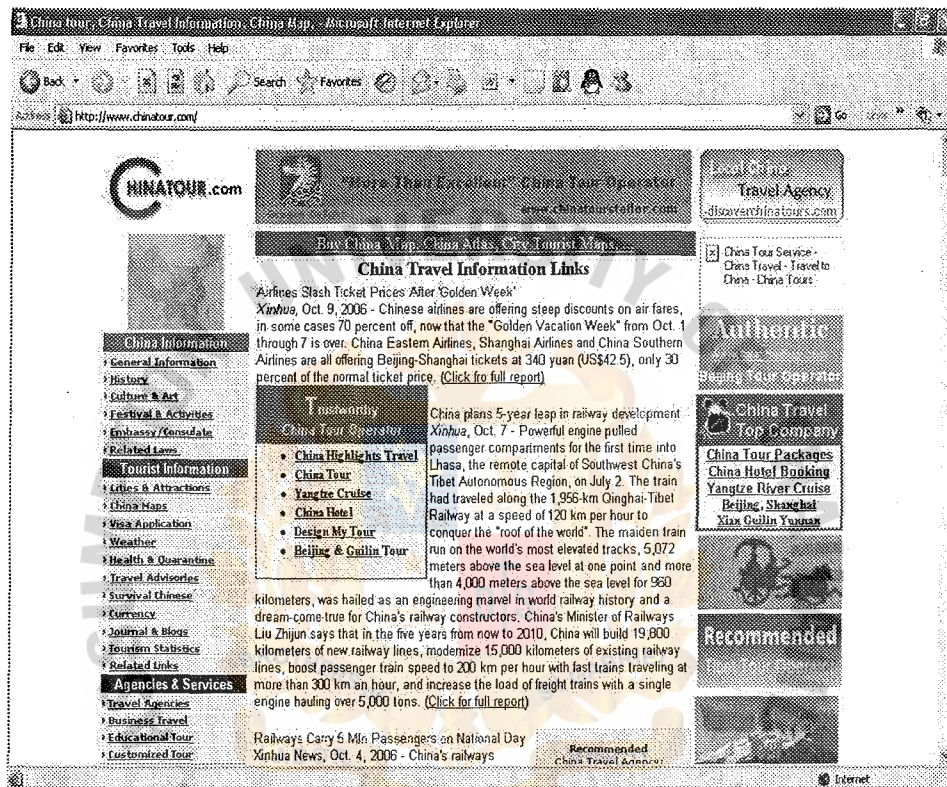 China tour, China Travel Information, China Map, - Microsoft Internet Explorer
File Edit View Favorites Tools Help
Back Search Favorites
Address http://www.chinatour.com/ Go
CHINATOUR.com
"More Than Excellent" China Tour Operator
www.chinatourstailor.com
Local China
Travel Agency
-discoverchinatours.com
Buy China Map, China Atlas, City Tourist Maps...
China Travel Information Links
China Tour Service -
China Travel - Travel to
China - China Tours
Airlines Slash Ticket Prices After 'Golden Week'
Xinhua, Oct. 9, 2006 - Chinese airlines are offering steep discounts on air fares,
in some cases 70 percent off, now that the "Golden Vacation Week" from Oct. 1
through 7 is over. China Eastern Airlines, Shanghai Airlines and China Southern
Airlines are all offering Beijing-Shanghai tickets at 340 yuan (US$42.5), only 30
percent of the normal ticket price. (Click fro full report)
China Information
General Information
History
Culture & Art
Festival & Activities
Embassy/Consulate
Related Laws
Tourist Information
Cities & Attractions
China Maps
Visa Application
Weather
Health & Quarantine
Travel Advisories
Survival Chinese
Currency
Journal & Blogs
Tourism Statistics
Related Links
Agencies & Services
Travel Agencies
Business Travel
Educational Tour
Customized Tour
Trustworthy
China Tour Operator
China Highlights Travel
China Tour
Yangtze Cruise
China Hotel
Design My Tour
Beijing & Guilin Tour
China plans 5-year leap in railway development
Xinhua, Oct. 7 - Powerful engine pulled
passenger compartments for the first time into
Lhasa, the remote capital of Southwest China's
Tibet Autonomous Region, on July 2. The train
had traveled along the 1,956-km Qinghai-Tibet
Railway at a speed of 120 km per hour to
conquer the "roof of the world". The maiden train
run on the world's most elevated tracks, 5,072
meters above the sea level at one point and more
than 4,000 meters above the sea level for 960
kilometers, was hailed as an engineering marvel in world railway history and a
dream-come-true for China's railway constructors. China's Minister of Railways
Liu Zhijun says that in the five years from now to 2010, China will build 19,800
kilometers of new railway lines, modernize 15,000 kilometers of existing railway
lines, boost passenger train speed to 200 km per hour with fast trains traveling at
more than 300 km an hour, and increase the load of freight trains with a single
engine hauling over 5,000 tons. (Click for full report)
Railways Carry 5 Mln Passengers on National Day
Xinhua News, Oct. 4, 2006 - China's railways
Recommended
China Travel Agency
Authentic
Beijing Tour Operator
China Travel
Top Company
China Tour Packages
China Hotel Booking
Yangtze River Cruise
Beijing, Shanghai
Xian Guilin Yunnan
Recommended
Internet